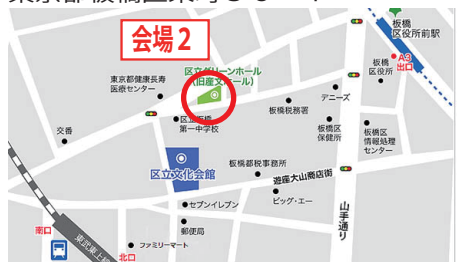 会場2
板橋
区役所前駅
A3
出口
板橋
区役所
区立グリーンホール
(旧産文ホール)
東京都健康長寿
医療センター
デニーズ
板橋税務署
交番
区立板橋
第一中学校
板橋区
保健所
板橋区
情報処理
センター
板橋都税事務所
区立文化会館
遊座大山商店街
ビッグ・エー
セブンイレブン
山手通り
郵便局
南口
東武東上線
ファミリーマート
北口